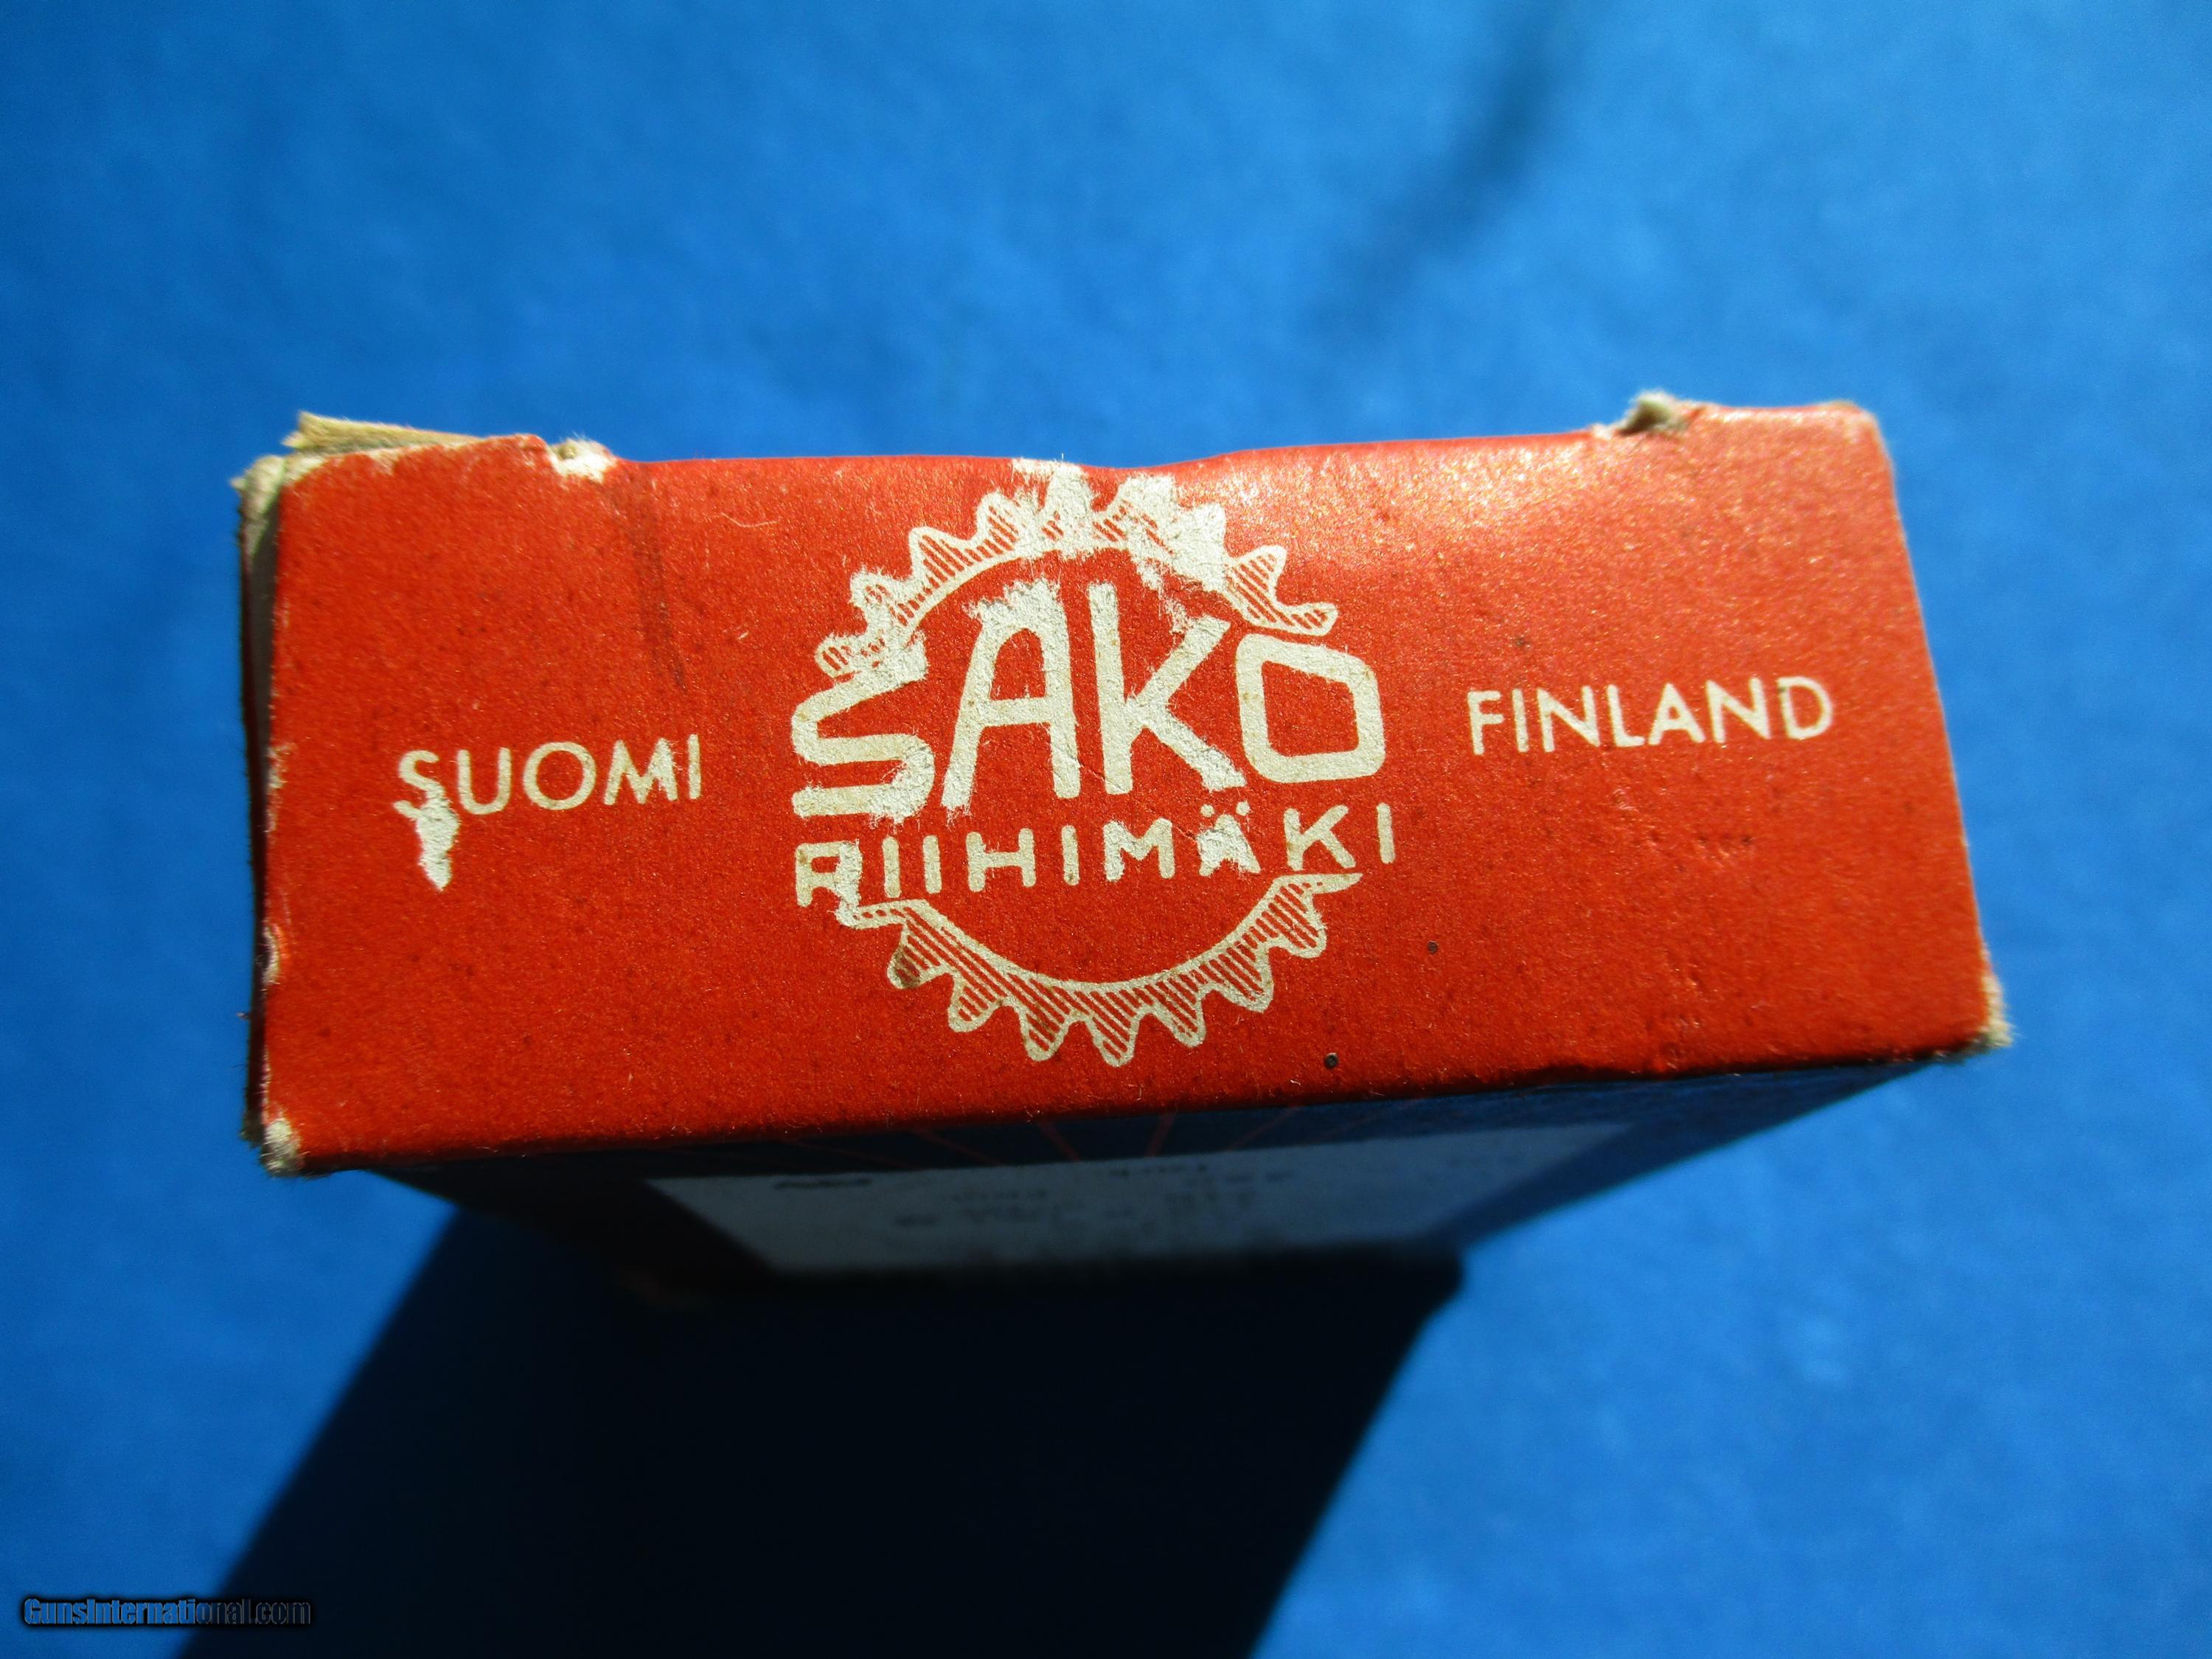 SUOMI
SAKO
RIIHIMÄKI
FINLAND
GunsInternational.com